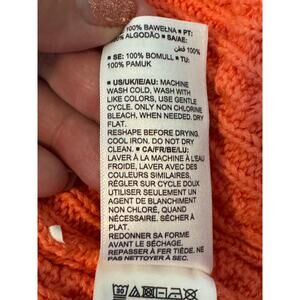 100% BAWEŁNA ▪ PT:
100% ALGODÃO ▪ SA/AE:
100% قطن
▪ SE: 100% BOMULL ▪ TU:
100% PAMUK
▪ US/UK/IE/AU: MACHINE
WASH COLD, WASH WITH
LIKE COLORS, USE GENTLE
CYCLE. ONLY NON CHLORINE
BLEACH, WHEN NEEDED. DRY
FLAT.
RESHAPE BEFORE DRYING.
COOL IRON. DO NOT DRY
CLEAN. ▪ CA/FR/BE/LU:
LAVER À LA MACHINE À L'EAU
FROIDE, LAVER AVEC DES
COULEURS SIMILAIRES,
RÉGLER SUR CYCLE DOUX
UTILISER SEULEMENT UN
AGENT DE BLANCHIMENT
NON CHLORÉ, QUAND
NÉCESSAIRE. SÉCHER À
PLAT.
REDONNER SA FORME
AVANT LE SÉCHAGE.
REPASSER À FER TIÈDE. NE
PAS NETTOYER À SEC.